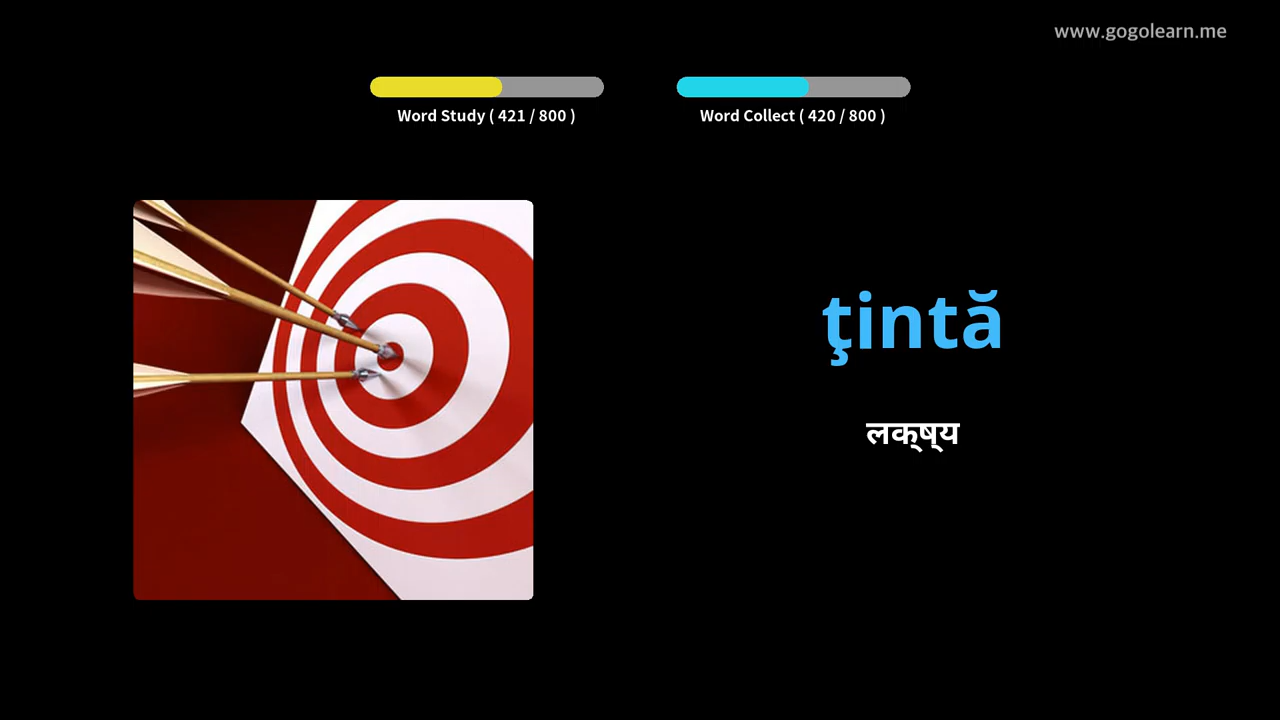 www.gogolearn.me
Word Study ( 421 / 800 )
Word Collect ( 420 / 800 )
ţintă
लक्ष्य